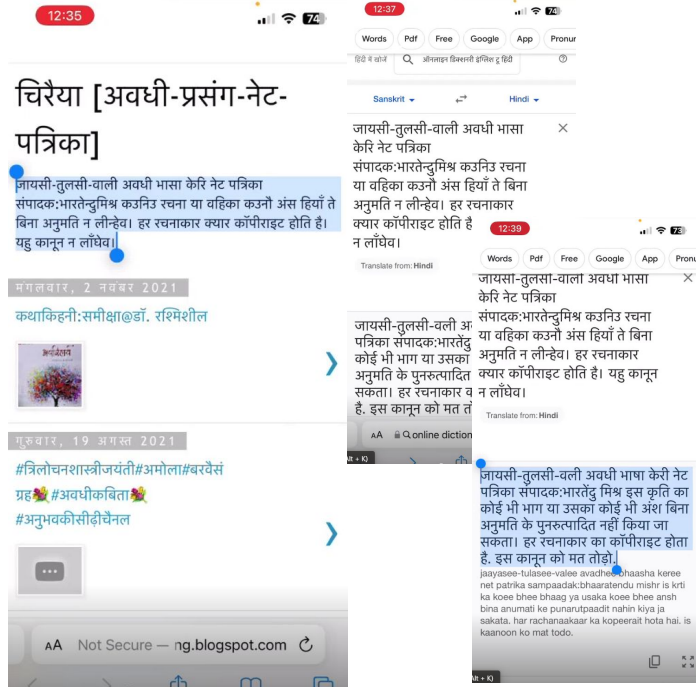 12:35
74
चिरैया [अवधी-प्रसंग-नेट-
पत्रिका]
जायसी-तुलसी-वाली अवधी भासा केरि नेट पत्रिका
संपादक:भारतेन्दुमिश्र कउनिउ रचना या वहिका कउनौ अंस हियाँ ते
बिना अनुमति न लीन्हेव। हर रचनाकार क्यार कॉपीराइट होति है।
यहु कानून न लाँघेव।
मंगलवार, 2 नवंबर 2021
कथाकिहनी:समीक्षा@डॉ. रश्मिशील
गुरुवार, 19 अगस्त 2021
#त्रिलोचनशास्त्रीजयंती#अमोला#बरवैसं
ग्रह💐#अवधीकबिता💐
#अनुभवकीसीढ़ीचैनल
AA Not Secure — ng.blogspot.com
12:37
74
Words Pdf Free Google App Pronur
हिंदी में खोजें ऑनलाइन डिक्शनरी इंग्लिश टू हिंदी
Sanskrit Hindi
जायसी-तुलसी-वाली अवधी भासा
केरि नेट पत्रिका
संपादक:भारतेन्दुमिश्र कउनिउ रचना
या वहिका कउनौ अंस हियाँ ते बिना
अनुमति न लीन्हेव। हर रचनाकार
क्यार कॉपीराइट होति है
न लाँघेव।
Translate from: Hindi
जायसी-तुलसी-वली अ
पत्रिका संपादक:भारतेंदु
कोई भी भाग या उसका
अनुमति के पुनरुत्पादित
सकता। हर रचनाकार क
है. इस कानून को मत तो
AA online diction
lt + K)
12:39
73
Words Pdf Free Google App Pronu
जायसी-तुलसी-वाली अवधी भासा
केरि नेट पत्रिका
संपादक:भारतेन्दुमिश्र कउनिउ रचना
या वहिका कउनौ अंस हियाँ ते बिना
अनुमति न लीन्हेव। हर रचनाकार
क्यार कॉपीराइट होति है। यहु कानून
न लाँघेव।
Translate from: Hindi
जायसी-तुलसी-वली अवधी भाषा केरी नेट
पत्रिका संपादक:भारतेंदु मिश्र इस कृति का
कोई भी भाग या उसका कोई भी अंश बिना
अनुमति के पुनरुत्पादित नहीं किया जा
सकता। हर रचनाकार का कॉपीराइट होता
है. इस कानून को मत तोड़ो.
jaayasee-tulasee-valee avadhee bhaasha keree
net patrika sampaadak:bhaaratendu mishr is krti
ka koee bhee bhaag ya usaka koee bhee ansh
bina anumati ke punarutpaadit nahin kiya ja
sakata. har rachanaakaar ka kopeerait hota hai. is
kaanoon ko mat todo.
lt + K)